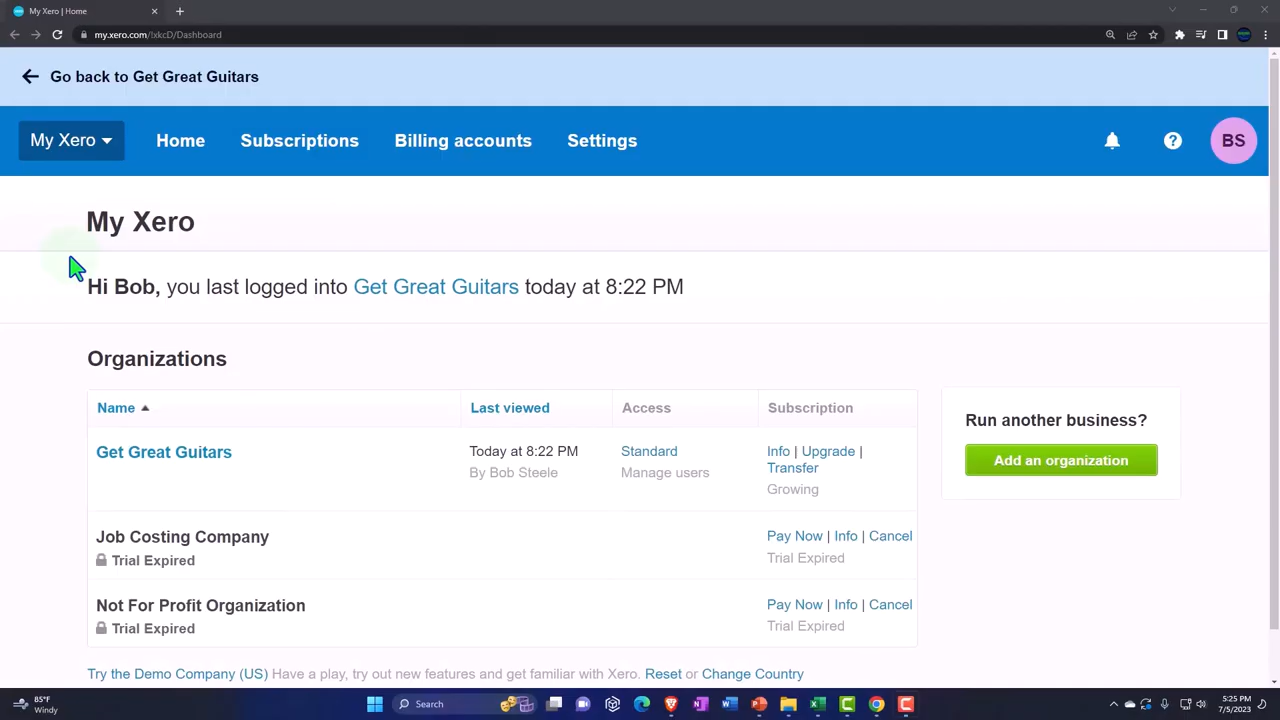 My Xero | Home
my.xero.com/!xkcD/Dashboard
Go back to Get Great Guitars
My Xero
Home
Subscriptions
Billing accounts
Settings
BS
My Xero
Hi Bob, you last logged into Get Great Guitars today at 8:22 PM
Organizations
Name
Last viewed
Access
Subscription
Get Great Guitars
Today at 8:22 PM
By Bob Steele
Standard
Manage users
Info | Upgrade |
Transfer
Growing
Job Costing Company
Trial Expired
Pay Now | Info | Cancel
Trial Expired
Not For Profit Organization
Trial Expired
Pay Now | Info | Cancel
Trial Expired
Run another business?
Add an organization
Try the Demo Company (US) Have a play, try out new features and get familiar with Xero. Reset or Change Country
85°F
Windy
Search
5:25 PM
7/5/2023